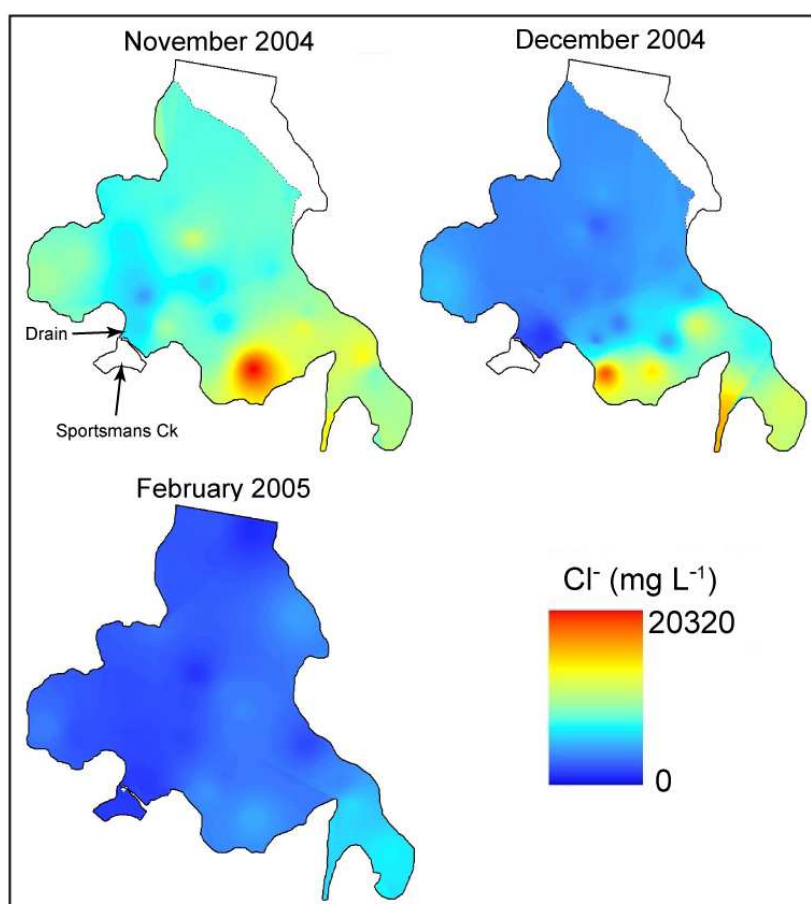 November 2004
December 2004
Drain
Sportsmans Ck
February 2005
Cl⁻ (mg L⁻¹)
20320
0